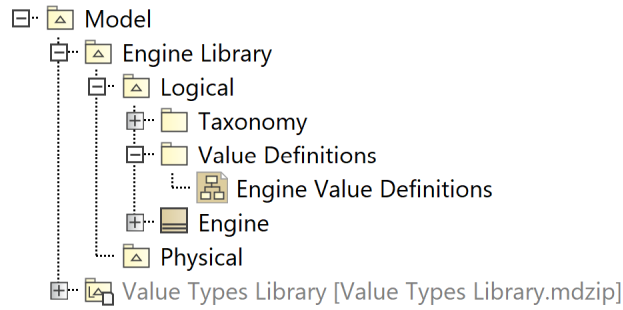 Model
Engine Library
Logical
Taxonomy
Value Definitions
Engine Value Definitions
Engine
Physical
Value Types Library [Value Types Library.mdzip]